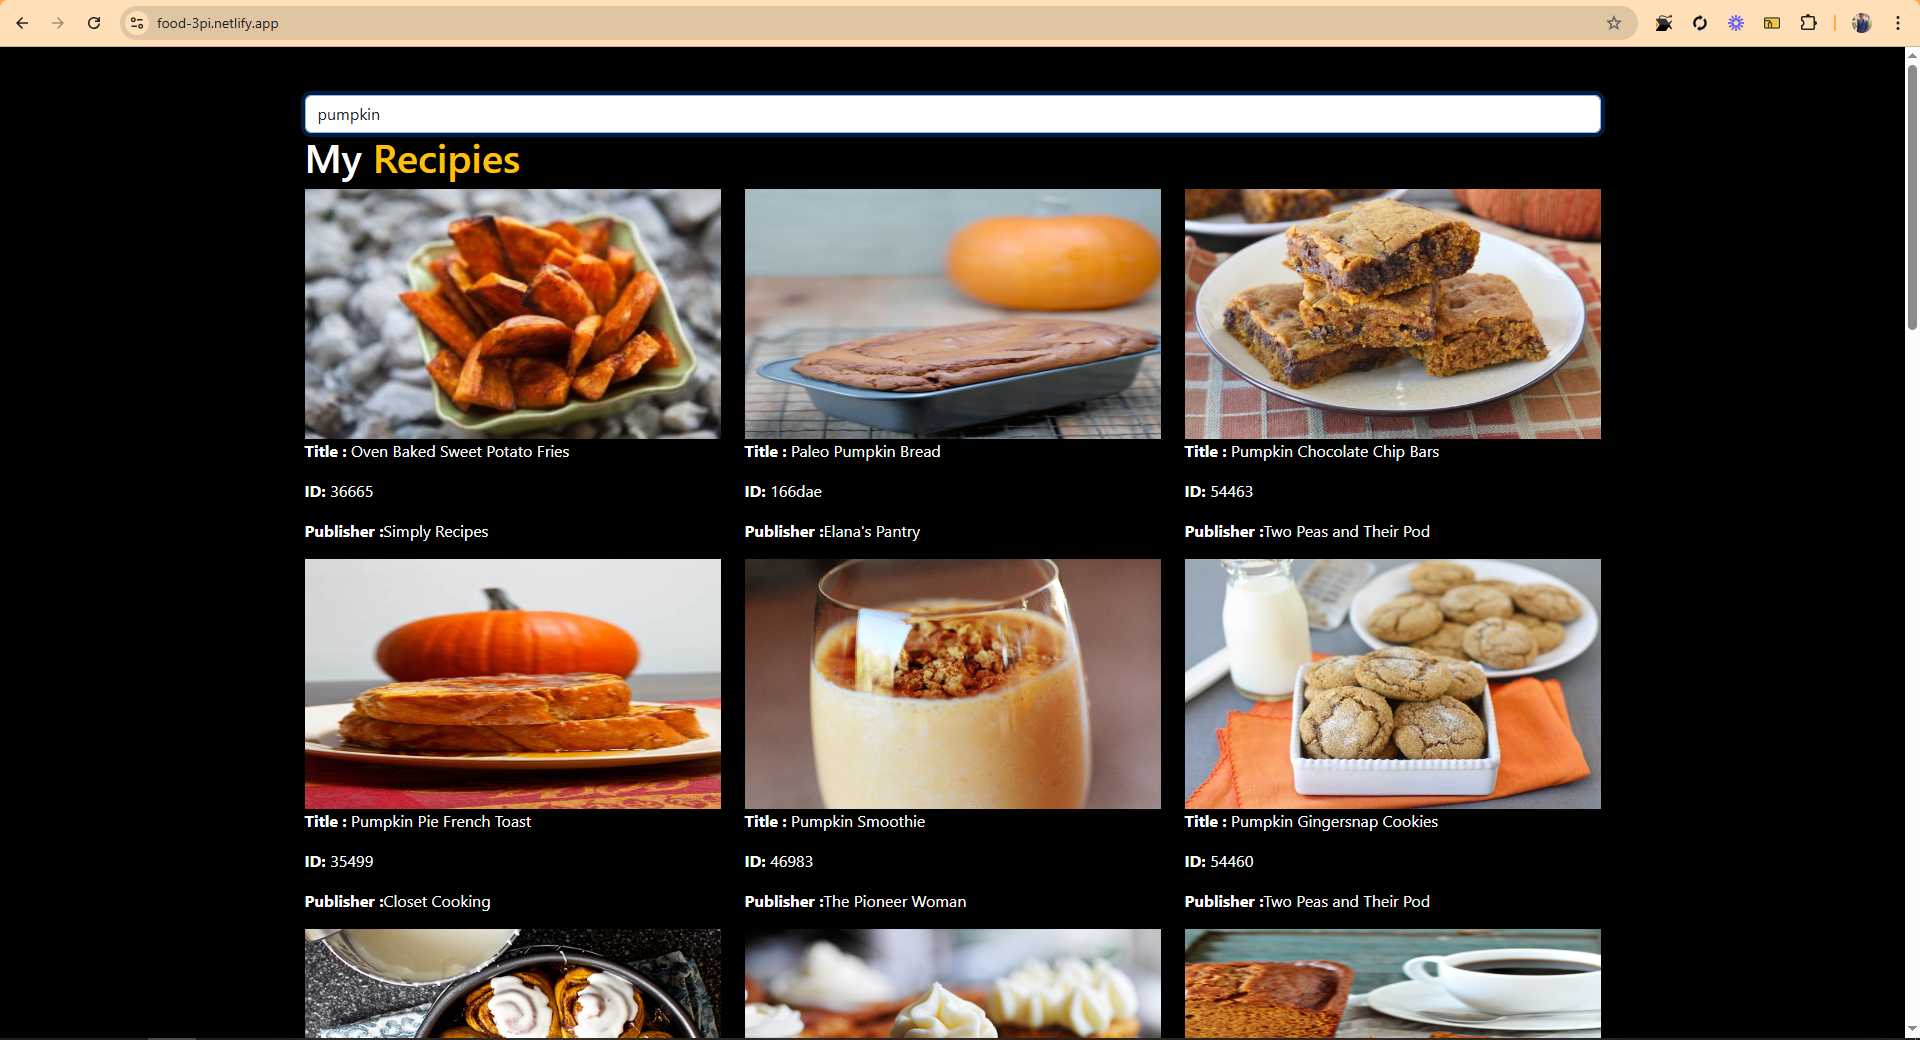 food-3pi.netlify.app
pumpkin
My Recipies
Title : Oven Baked Sweet Potato Fries
ID: 36665
Publisher :Simply Recipes
Title : Paleo Pumpkin Bread
ID: 166dae
Publisher :Elana's Pantry
Title : Pumpkin Chocolate Chip Bars
ID: 54463
Publisher :Two Peas and Their Pod
Title : Pumpkin Pie French Toast
ID: 35499
Publisher :Closet Cooking
Title : Pumpkin Smoothie
ID: 46983
Publisher :The Pioneer Woman
Title : Pumpkin Gingersnap Cookies
ID: 54460
Publisher :Two Peas and Their Pod